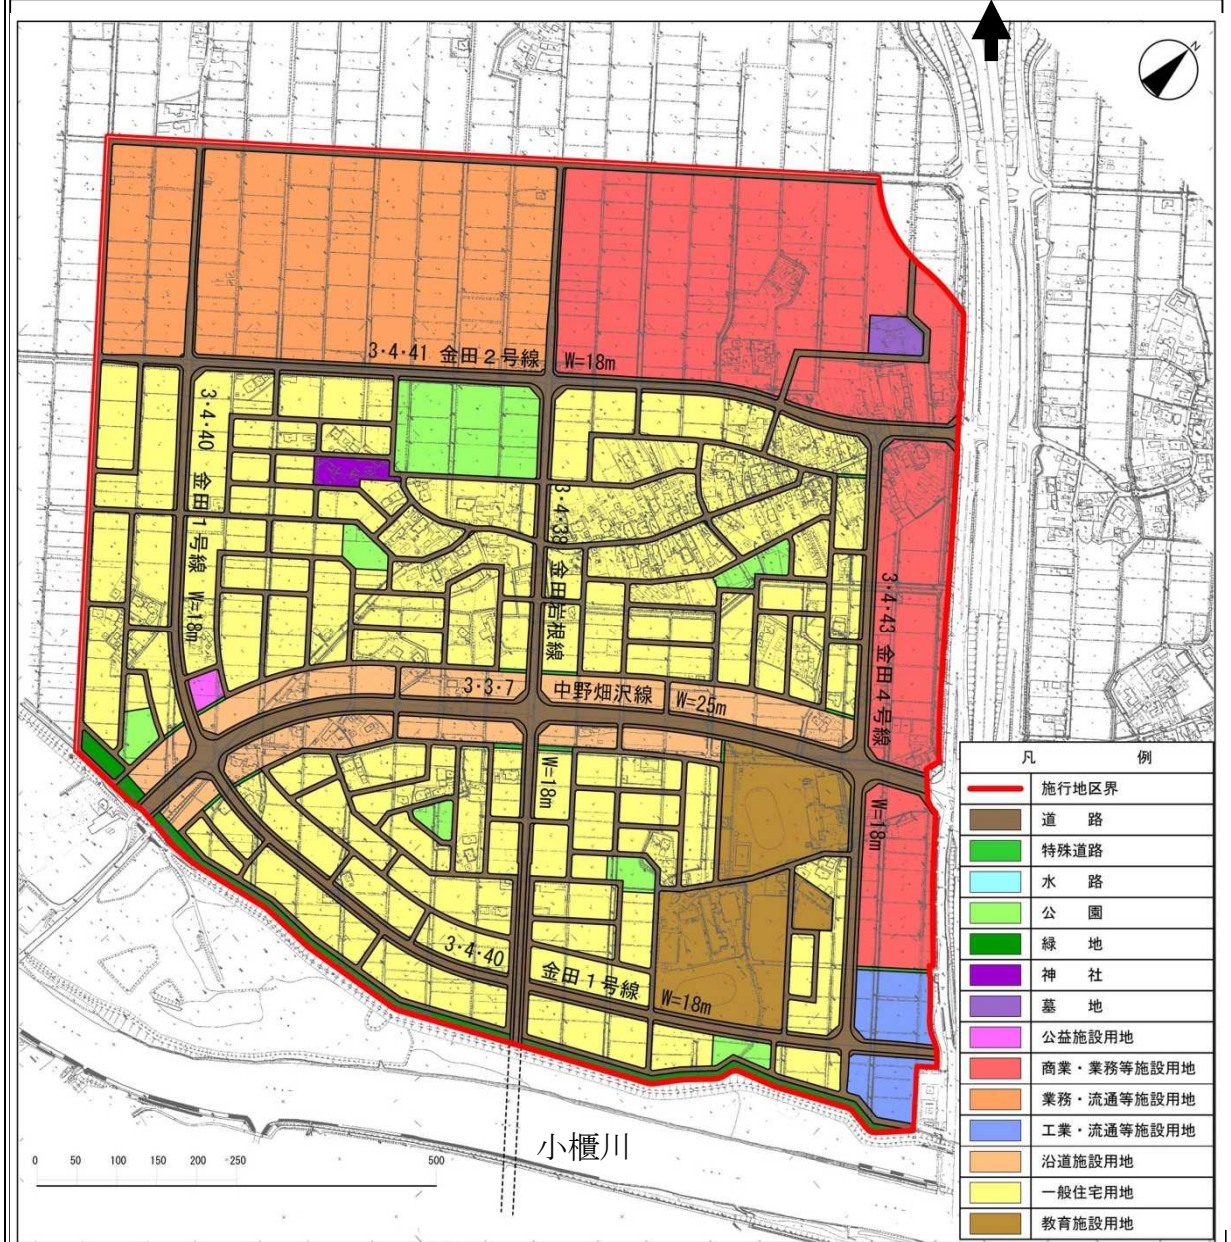 N
3・4・41 金田2号線 W=18m
3・4・40 金田1号線 W=18m
3・4・38 金田岩根線
3・4・43 金田4号線
3・3・7 中野畑沢線 W=25m
W=18m
W=18m
3・4・40 金田1号線 W=18m
小櫃川
0 50 100 150 200 250 500
凡 例
施行地区界
道 路
特殊道路
水 路
公 園
緑 地
神 社
墓 地
公益施設用地
商業・業務等施設用地
業務・流通等施設用地
工業・流通等施設用地
沿道施設用地
一般住宅用地
教育施設用地